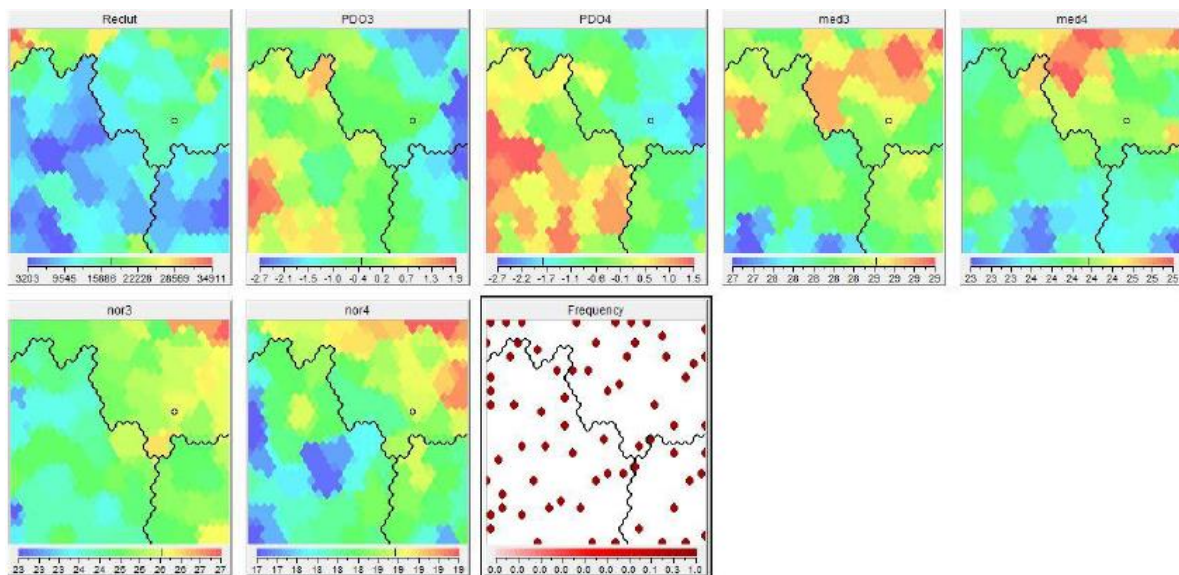 Reclut
PDO3
PDO4
med3
med4
3203 9545 15886 22228 28569 34911
-2.7 -2.1 -1.5 -1.0 -0.4 0.2 0.7 1.3 1.9
-2.7 -2.2 -1.7 -1.1 -0.6 -0.1 0.5 1.0 1.5
27 27 28 28 28 28 29 29 29 29
23 23 24 24 24 24 25 25 25 25
nor3
nor4
Frequency
23 23 24 24 25 25 26 26 27 27
17 17 18 18 18 18 19 19 19 19
0.0 0.0 0.0 0.0 0.0 0.0 0.0 0.1 0.3 1.0